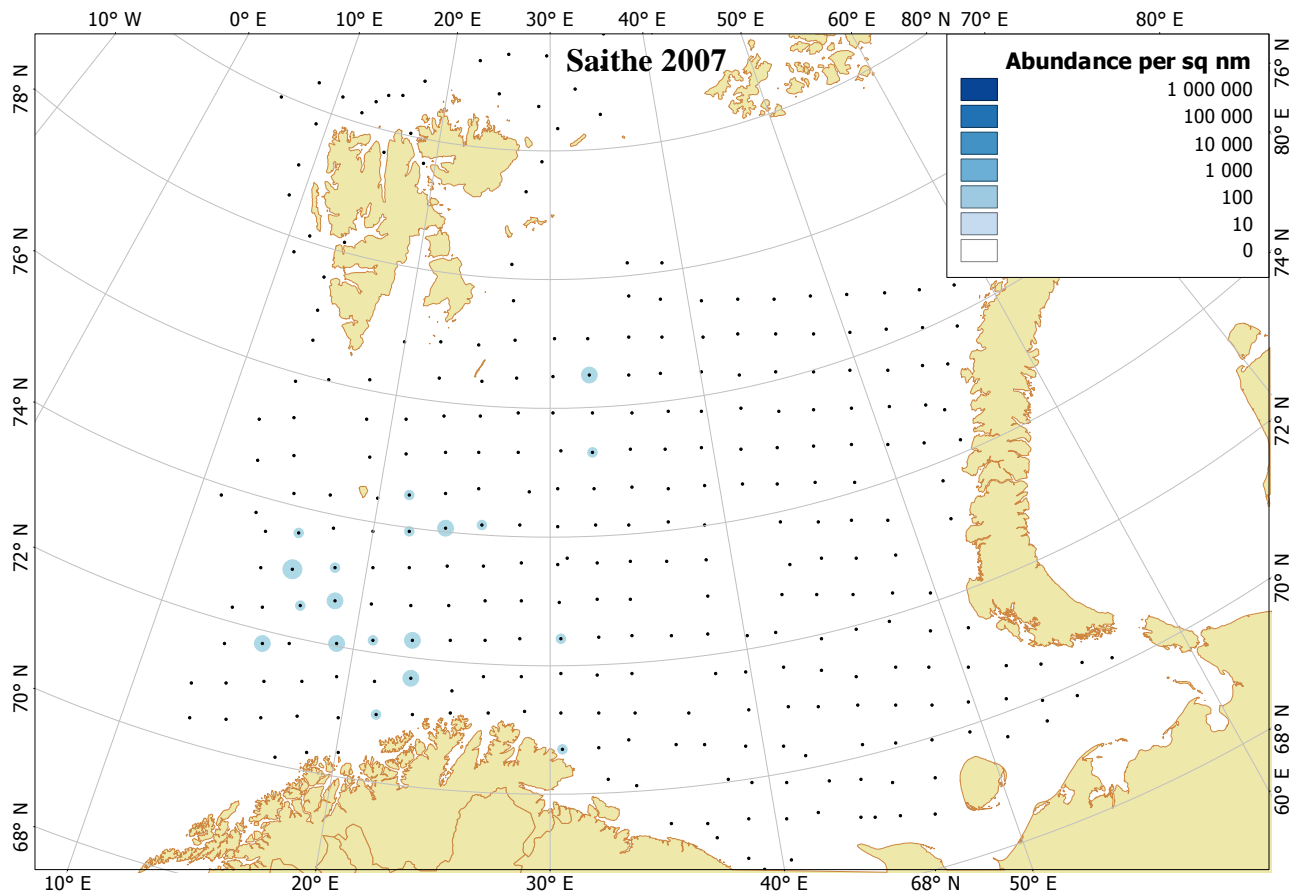 10° W 0° E 10° E 20° E 30° E 40° E 50° E 60° E 80° N 70° E 80° E
Saithe 2007
Abundance per sq nm
1 000 000
100 000
10 000
1 000
100
10
0
78° N
76° N
74° N
72° N
70° N
68° N
76° N
80° E
74° N
72° N
70° N
68° N
60° E
10° E 20° E 30° E 40° E 68° N 50° E